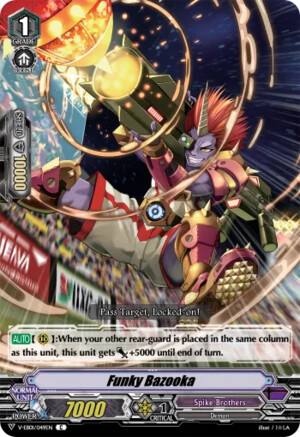 1
GRADE
BOOST
SHIELD 10000
Pass Target, Locked-on!
AUTO [ ]:When your other rear-guard is placed in the same column
as this unit, this unit gets +5000 until end of turn.
Funky Bazooka
NORMAL
UNIT
POWER 7000
1
CRITICAL
Spike Brothers
Demon
V-EB01/049EN C